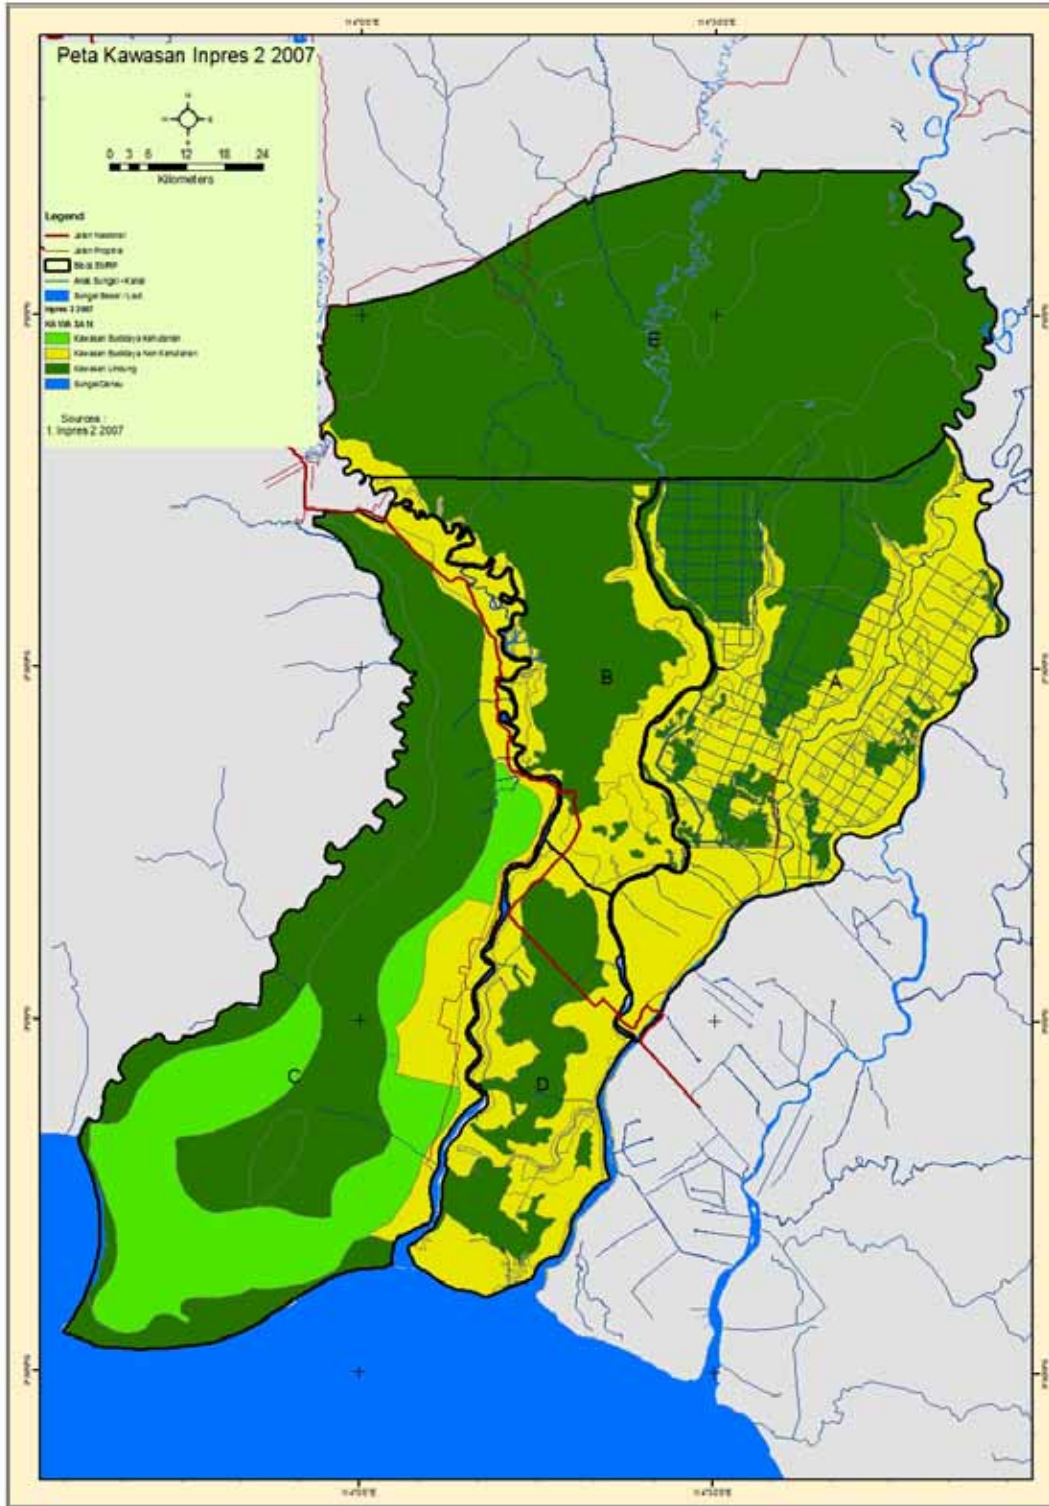 Peta Kawasan Inpres 2 2007
0 3 6 12 18 24
Kilometers
Legend
Jalan Nasional
Jalan Propinsi
Blok EMRP
Anak Sungai - Kanal
Sungai Besar / Laut
Inpres 2 2007
KAWASAN
Kawasan Budidaya Kehutanan
Kawasan Budidaya Non Kehutanan
Kawasan Lindung
Sungai/Danau
Sources :
1. Inpres 2 2007
E
B
A
C
D